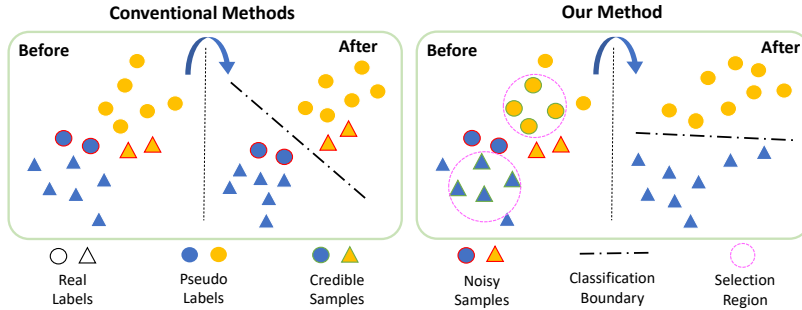 Conventional Methods
Our Method
Before
After
Before
After
Real
Labels
Pseudo
Labels
Credible
Samples
Noisy
Samples
Classification
Boundary
Selection
Region